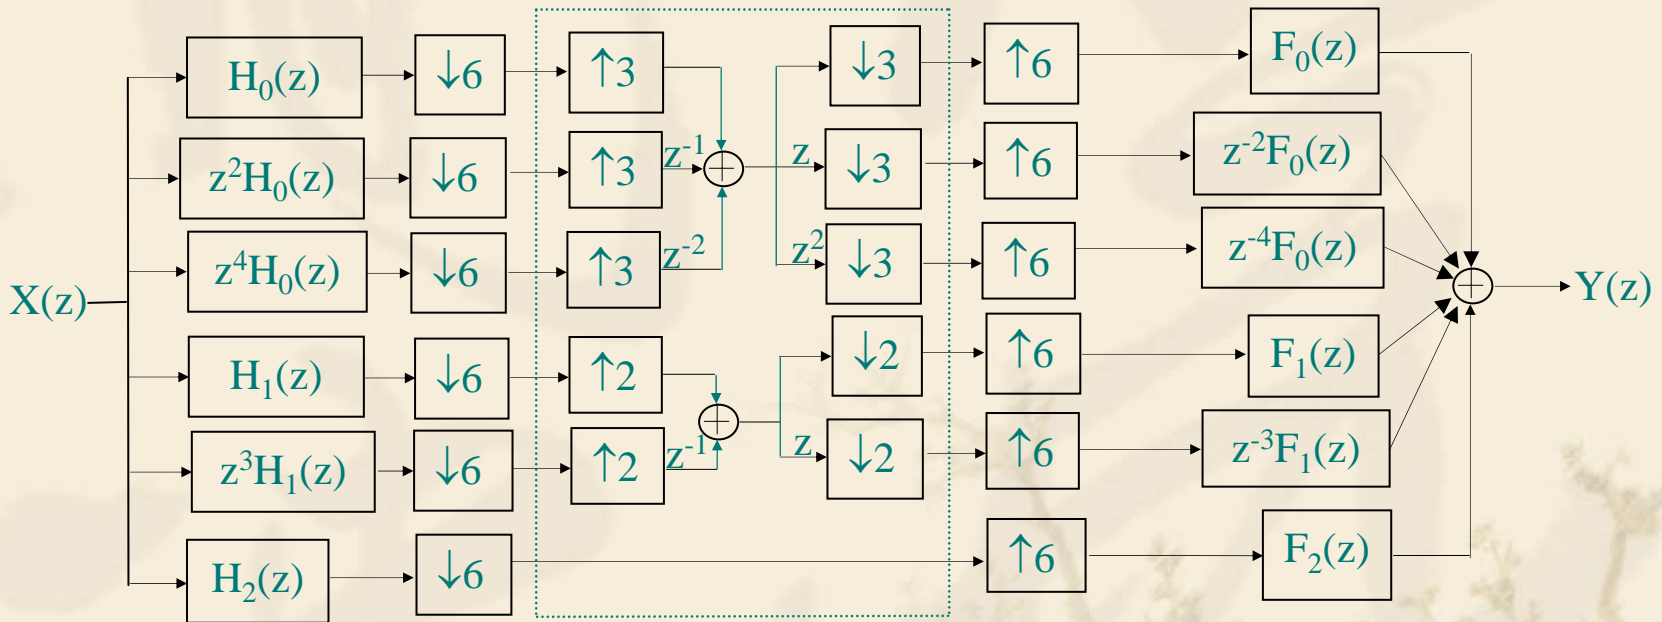 H₀(z) ↓6 ↑3 ↓3 ↑6 F₀(z)
z²H₀(z) ↓6 ↑3 z⁻¹ z ↓3 ↑6 z⁻²F₀(z)
z⁴H₀(z) ↓6 ↑3 z⁻² z² ↓3 ↑6 z⁻⁴F₀(z)
X(z) Y(z)
H₁(z) ↓6 ↑2 ↓2 ↑6 F₁(z)
z³H₁(z) ↓6 ↑2 z⁻¹ z ↓2 ↑6 z⁻³F₁(z)
H₂(z) ↓6 ↑6 F₂(z)